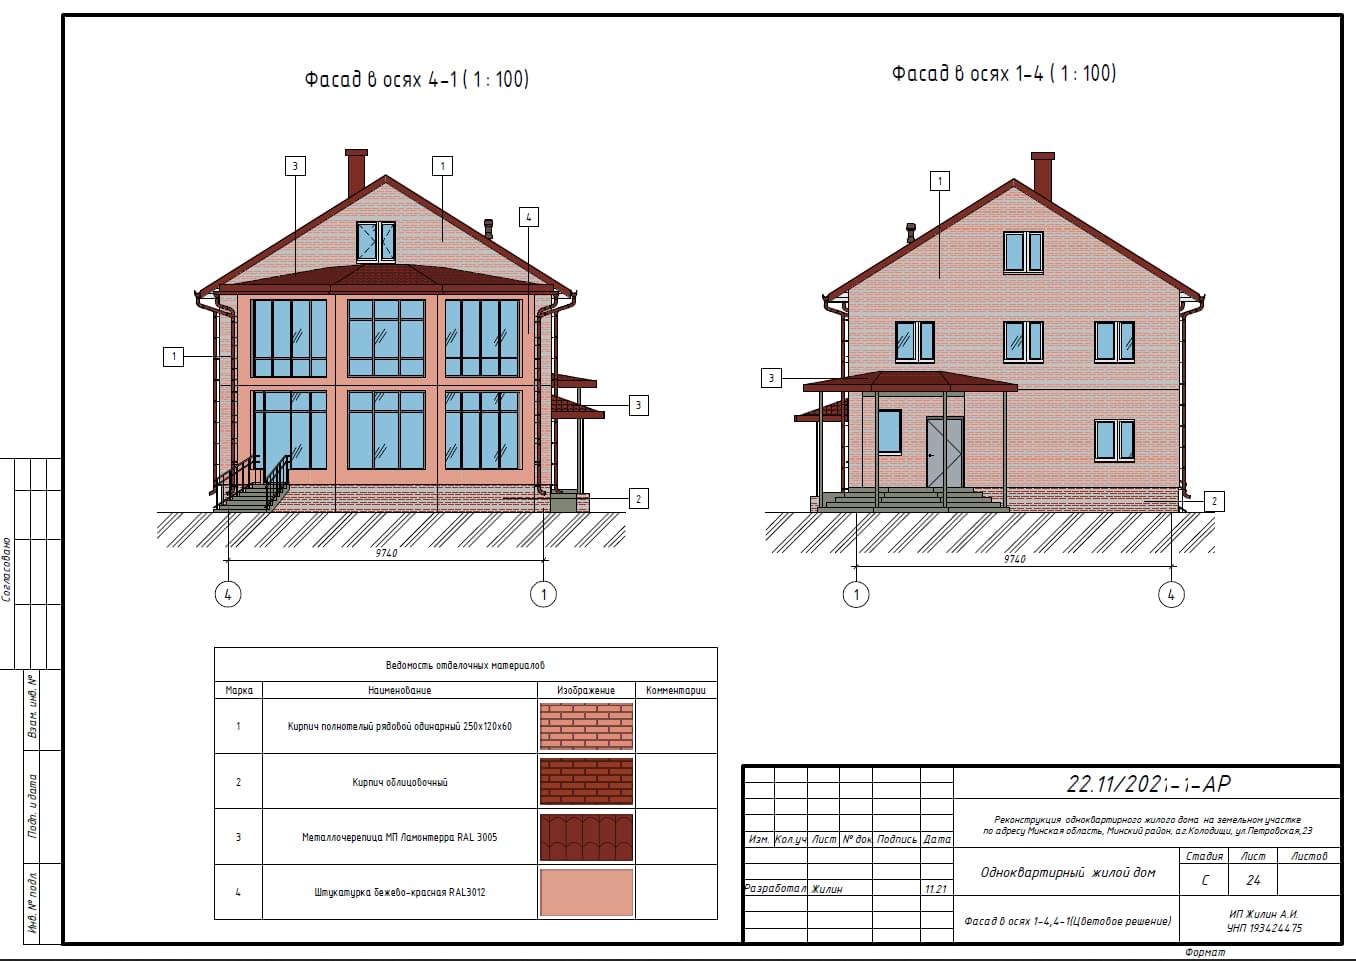 Фасад в осях 4-1 ( 1 : 100)
Фасад в осях 1-4 ( 1 : 100)
3
1
4
1
3
2
9740
4
1
1
3
2
9740
1
4
Ведомость отделочных материалов
Марка Наименование Изображение Комментарии
1 Кирпич полнотелый рядовой одинарный 250х120х60
2 Кирпич облицовочный
3 Металлочерепица МП Ламонтерра RAL 3005
4 Штукатурка бежево-красная RAL3012
Согласовано
Взам. инв. №
Подп. и дата
Инв. № подл.
22.11/2021-1-АР
Реконструкция одноквартирного жилого дома на земельном участке
по адресу Минская область, Минский район, а.г.Колодищи, ул.Петровская,23
Изм. Кол.уч Лист № док Подпись Дата
Одноквартирный жилой дом
Стадия Лист Листов
С 24
Разработал Жилин 11.21
Фасад в осях 1-4,4-1(Цветовое решение)
ИП Жилин А.И.
УНП 193424475
Формат